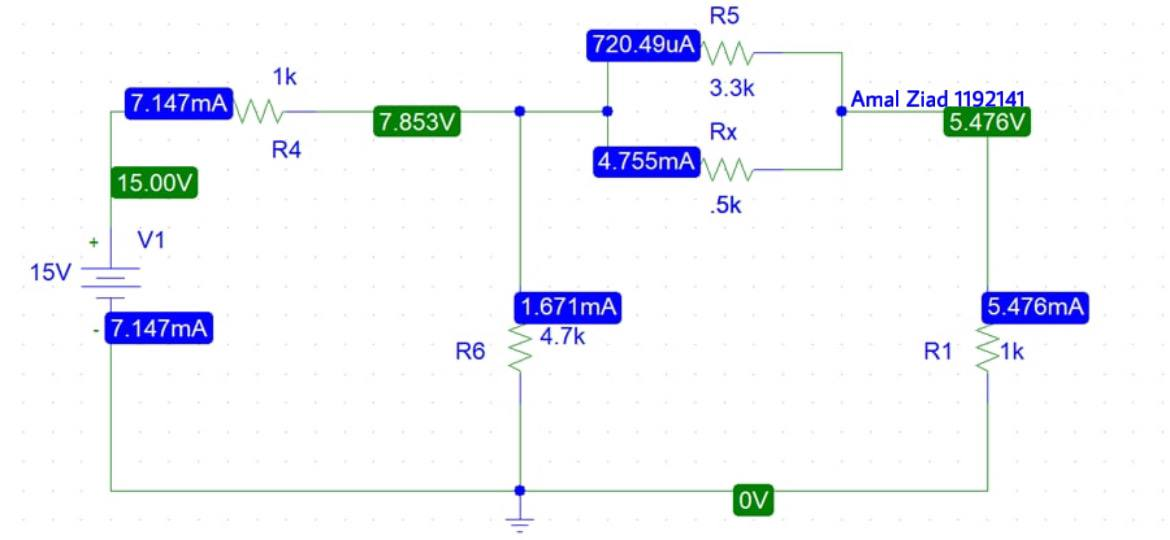 R5
720.49uA
3.3k
1k
7.147mA
R4
7.853V
Amal Ziad 1192141
5.476V
Rx
4.755mA
.5k
15.00V
+
V1
15V
-
7.147mA
1.671mA
4.7k
R6
5.476mA
R1
1k
0V